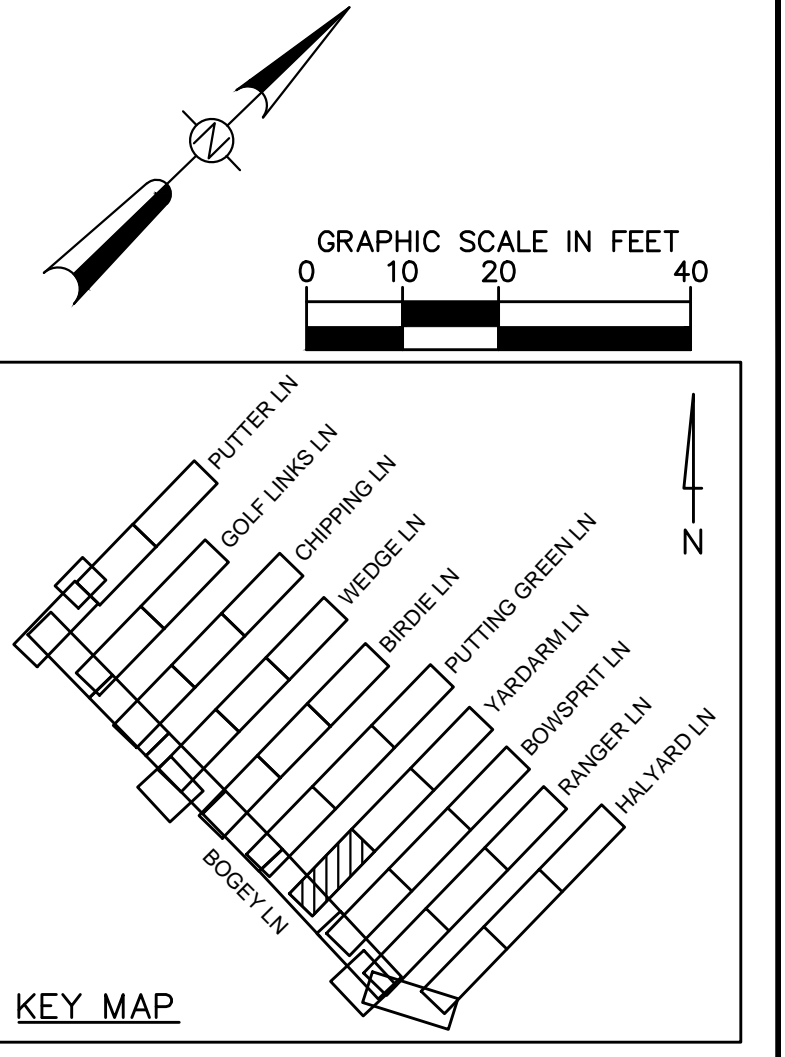 N
GRAPHIC SCALE IN FEET
0 10 20 40
PUTTER LN
GOLF LINKS LN
CHIPPING LN
WEDGE LN
BIRDIE LN
PUTTING GREEN LN
YARDARM LN
BOWSPRIT LN
RANGER LN
HALYARD LN
N
BOGEY LN
KEY MAP